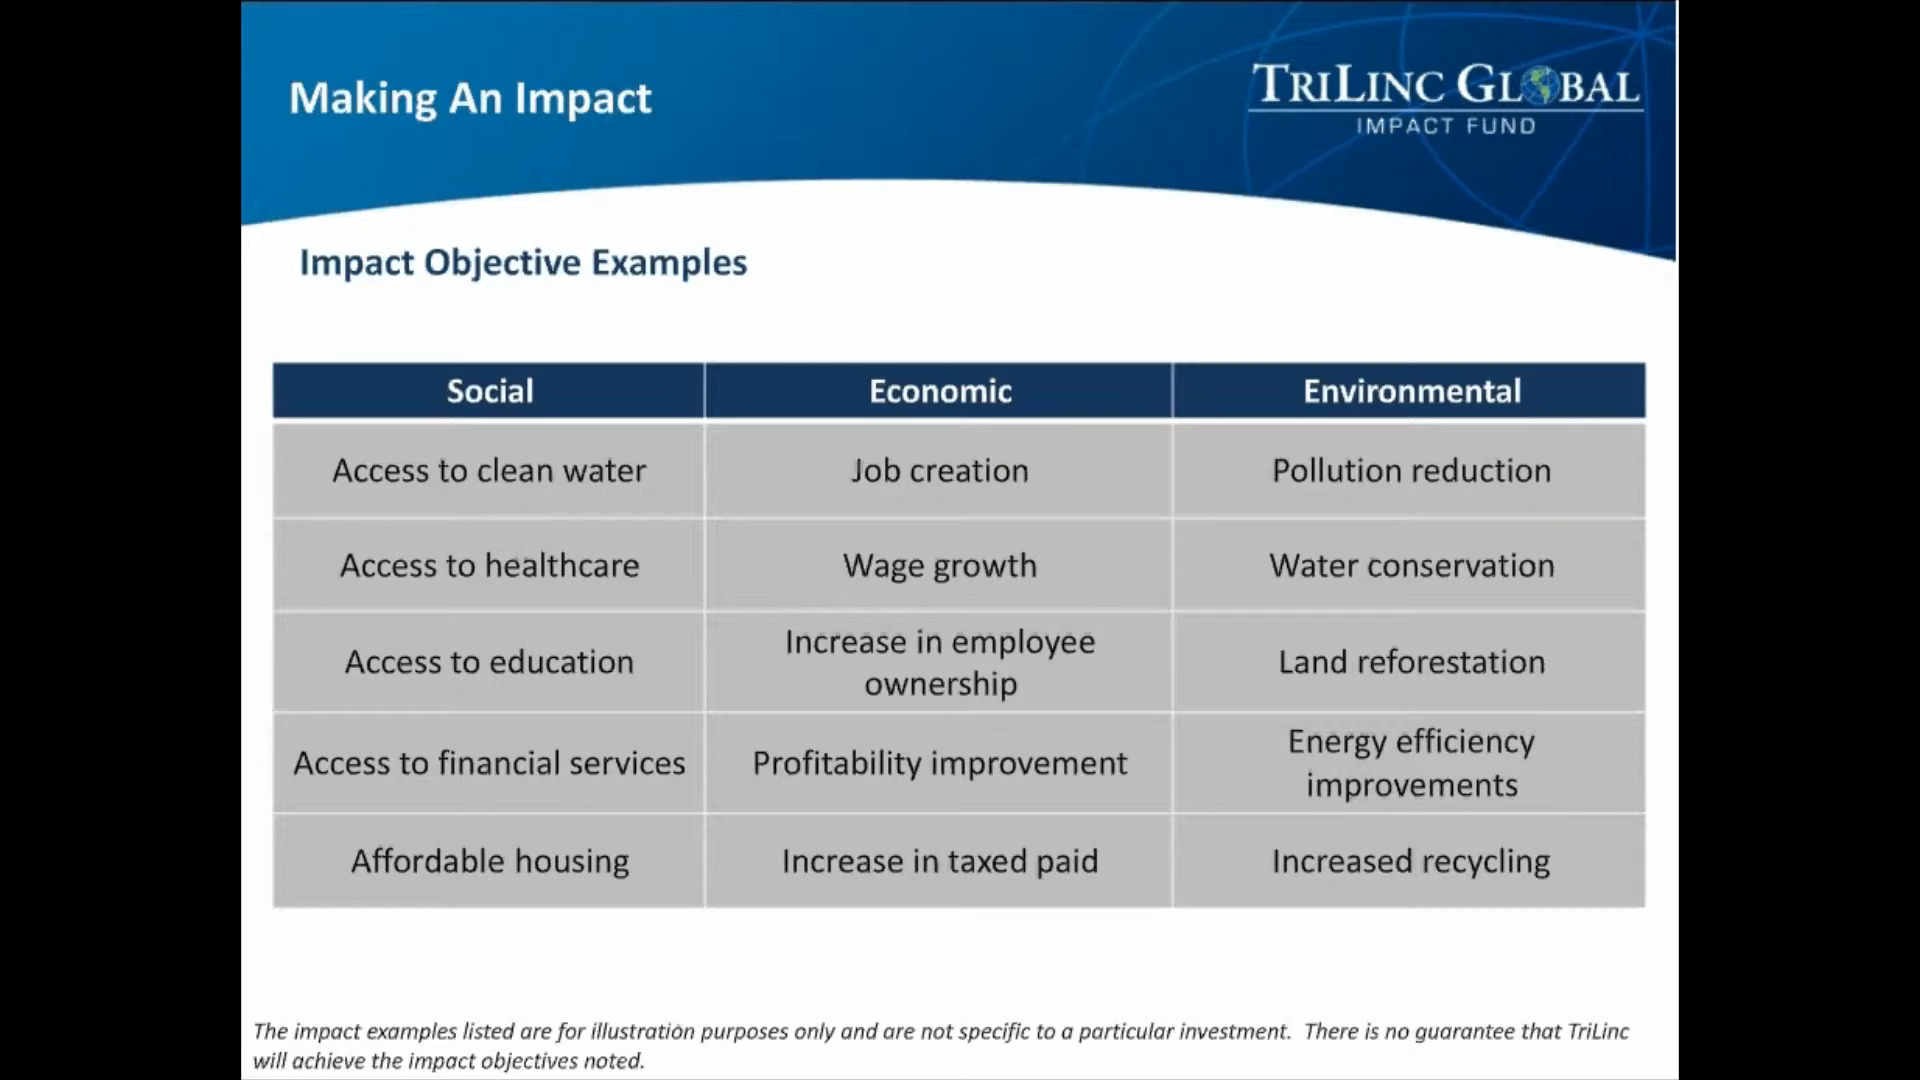 Making An Impact
TRILINC GLOBAL
IMPACT FUND
Impact Objective Examples
Social Economic Environmental
Access to clean water Job creation Pollution reduction
Access to healthcare Wage growth Water conservation
Access to education Increase in employee ownership Land reforestation
Access to financial services Profitability improvement Energy efficiency improvements
Affordable housing Increase in taxed paid Increased recycling
The impact examples listed are for illustration purposes only and are not specific to a particular investment. There is no guarantee that TriLinc
will achieve the impact objectives noted.